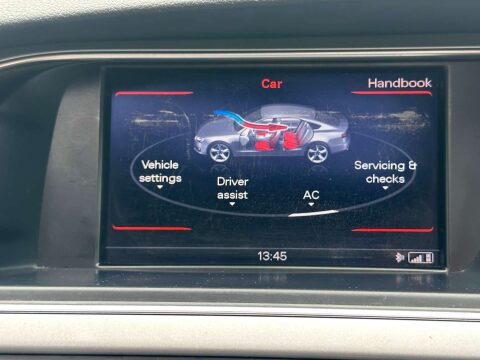 Car
Handbook
Vehicle
settings
Driver
assist
AC
Servicing &
checks
13:45